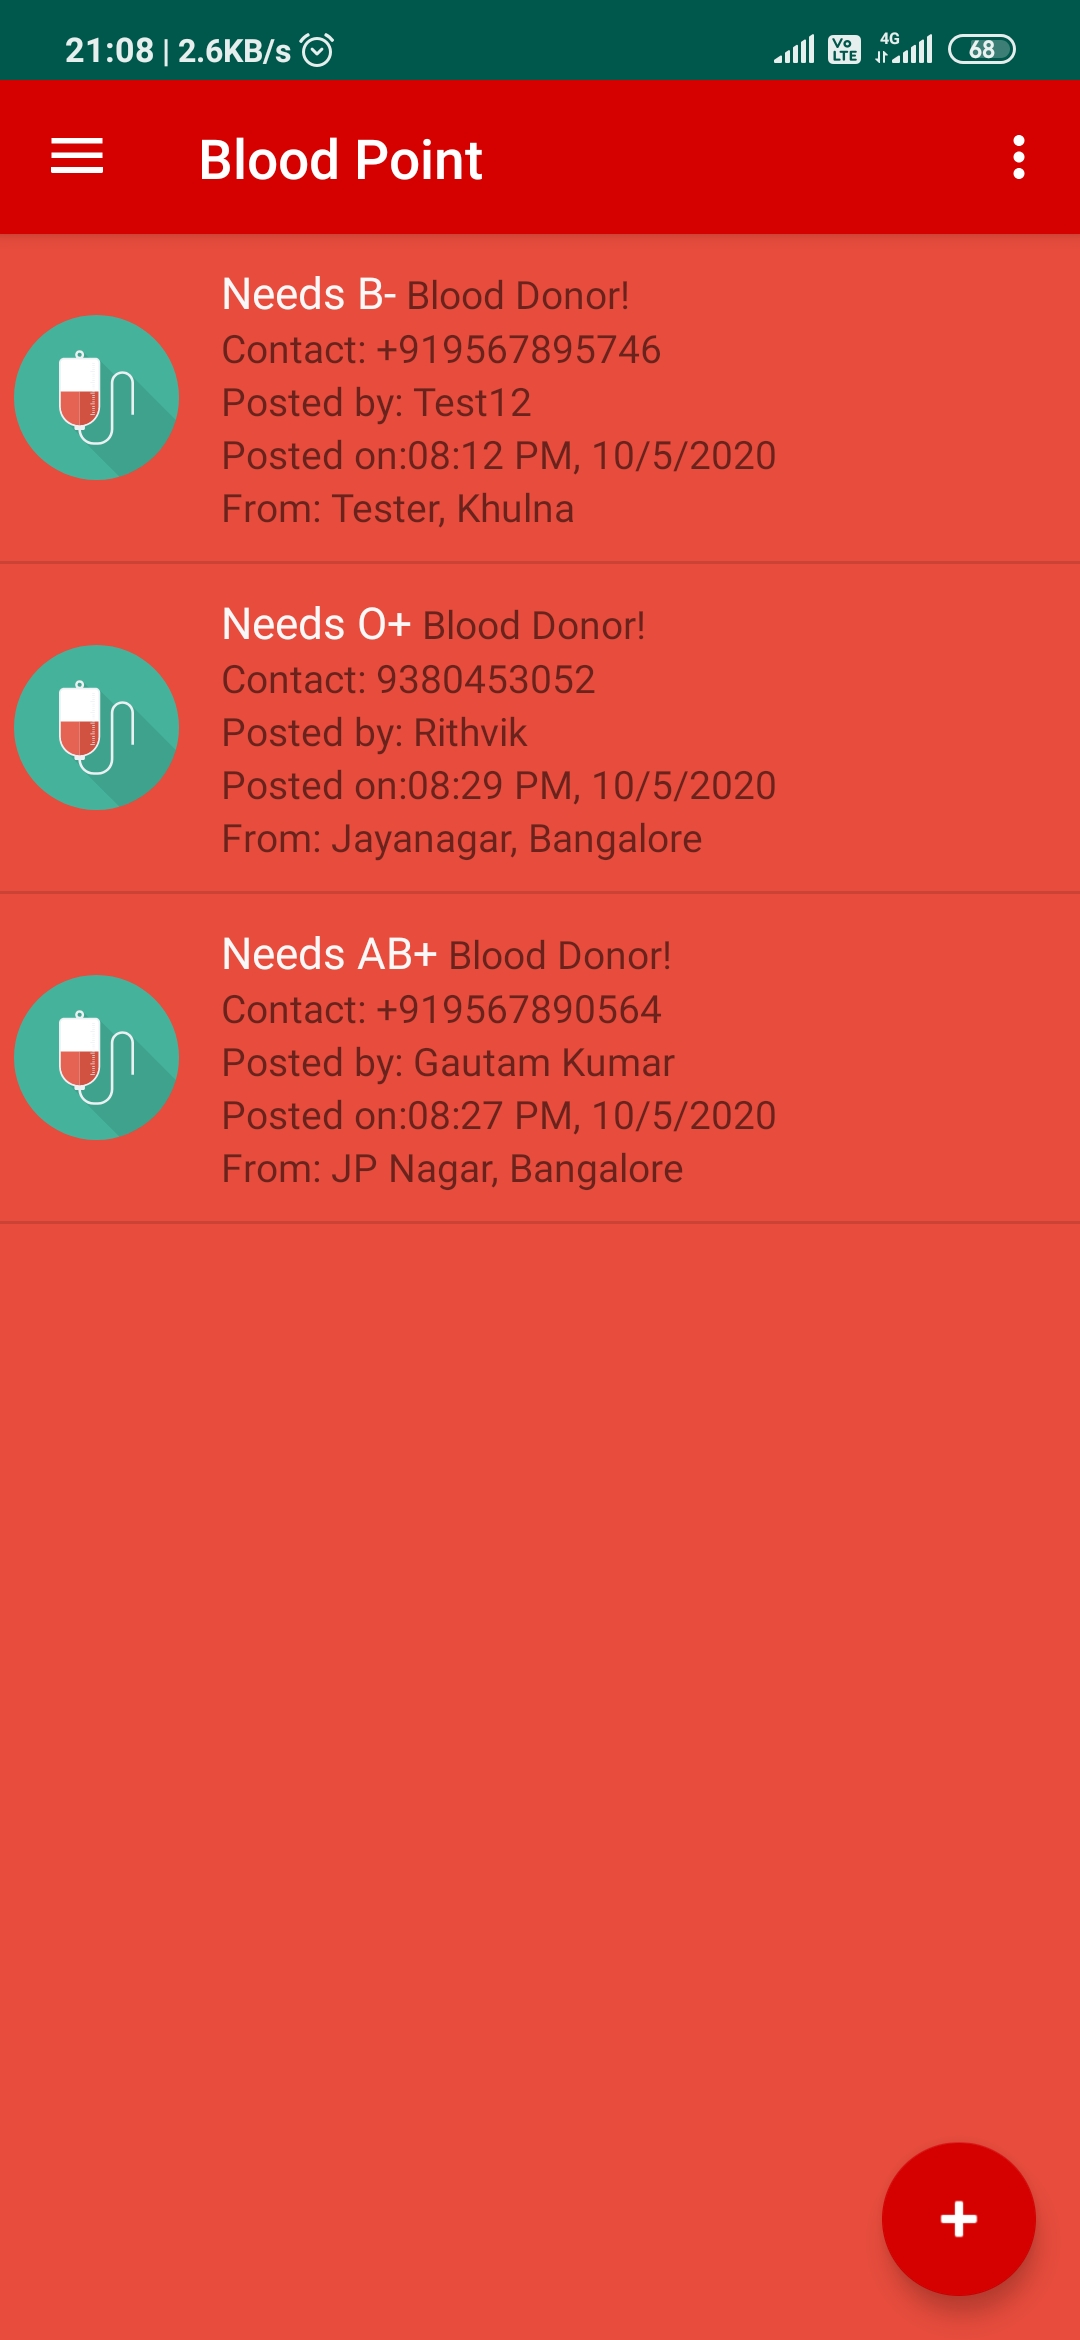 21:08 | 2.6KB/s
Vo LTE 4G 68
Blood Point
Needs B- Blood Donor!
Contact: +919567895746
Posted by: Test12
Posted on:08:12 PM, 10/5/2020
From: Tester, Khulna
Needs O+ Blood Donor!
Contact: 9380453052
Posted by: Rithvik
Posted on:08:29 PM, 10/5/2020
From: Jayanagar, Bangalore
Needs AB+ Blood Donor!
Contact: +919567890564
Posted by: Gautam Kumar
Posted on:08:27 PM, 10/5/2020
From: JP Nagar, Bangalore
+